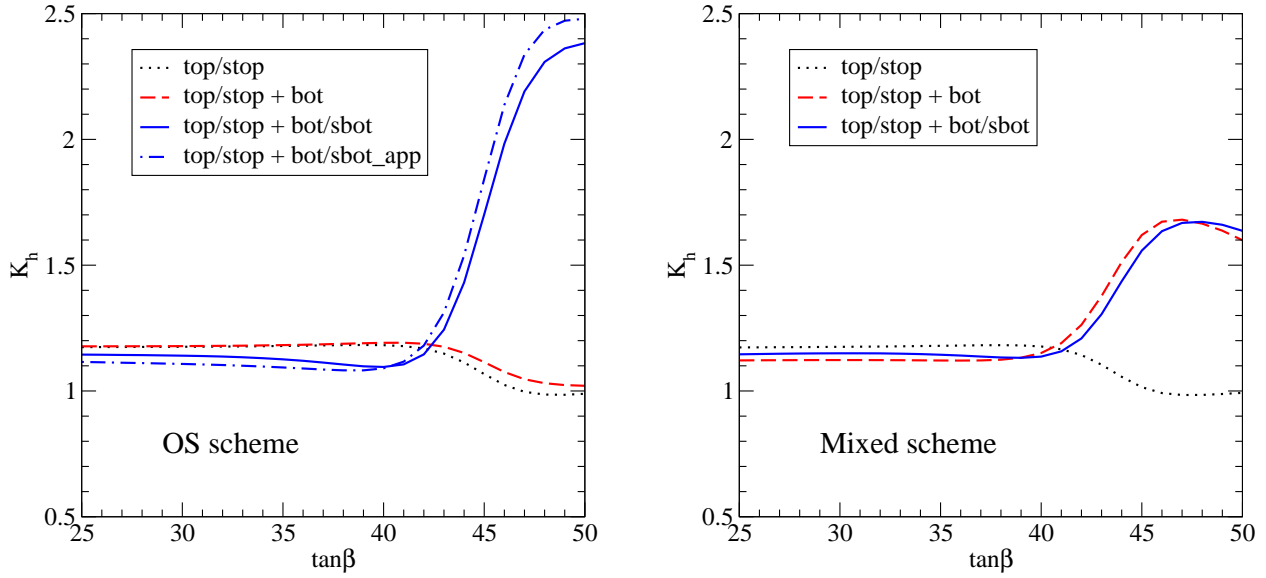 2.5
2
1.5
1
0.5
K_h
top/stop
top/stop + bot
top/stop + bot/sbot
top/stop + bot/sbot_app
OS scheme
25 30 35 40 45 50
tanβ
2.5
2
1.5
1
0.5
K_h
top/stop
top/stop + bot
top/stop + bot/sbot
Mixed scheme
25 30 35 40 45 50
tanβ